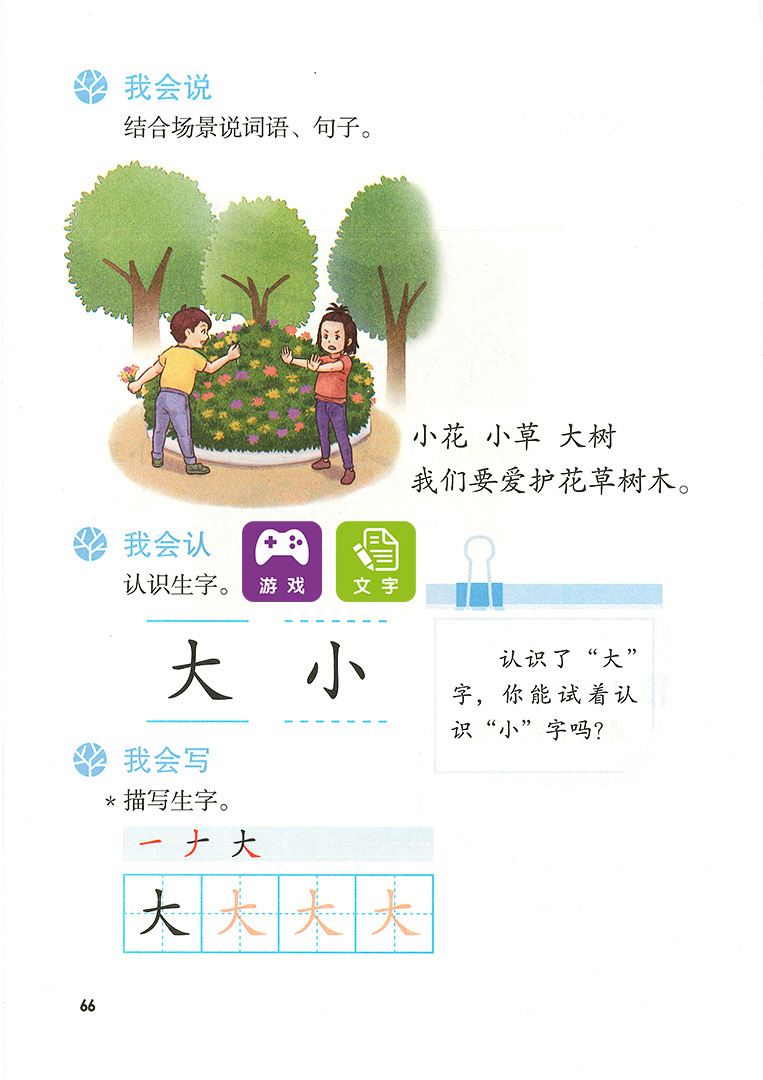 我会说
结合场景说词语、句子。
小花 小草 大树
我们要爱护花草树木。
我会认
认识生字。
游戏 文字
大 小
认识了“大”
字，你能试着认
识“小”字吗？
我会写
*描写生字。
一 ナ 大
大 大 大 大
66